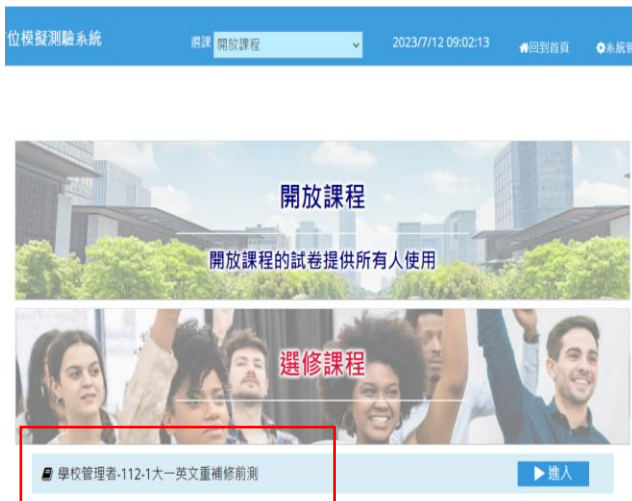 位模擬測驗系統 選課 開放課程 2023/7/12 09:02:13 回到首頁 系統管
開放課程
開放課程的試卷提供所有人使用
選修課程
學校管理者-112-1大一英文重補修前測 進入